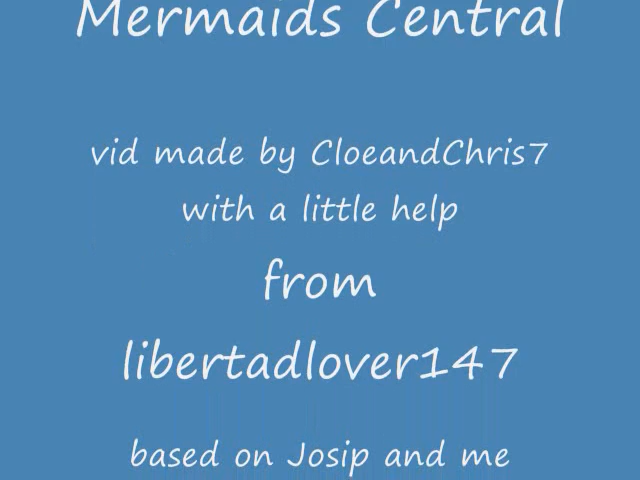 Mermaids Central
vid made by CloeandChris7
with a little help
from
libertadlover147
based on Josip and me